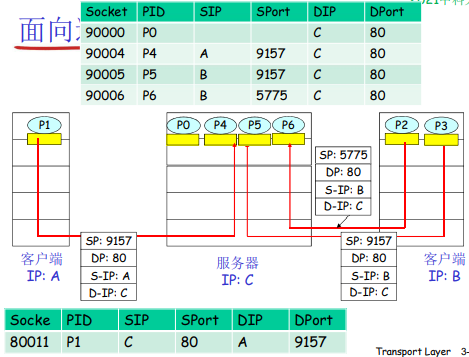 面向
Socket PID SIP SPort DIP DPort
90000 P0 C 80
90004 P4 A 9157 C 80
90005 P5 B 9157 C 80
90006 P6 B 5775 C 80
P1 P0 P4 P5 P6 P2 P3
SP: 5775
DP: 80
S-IP: B
D-IP: C
SP: 9157
DP: 80
S-IP: A
D-IP: C
SP: 9157
DP: 80
S-IP: B
D-IP: C
客户端
IP: A
服务器
IP: C
客户端
IP: B
Socke PID SIP SPort DIP DPort
80011 P1 C 80 A 9157
Transport Layer 3-